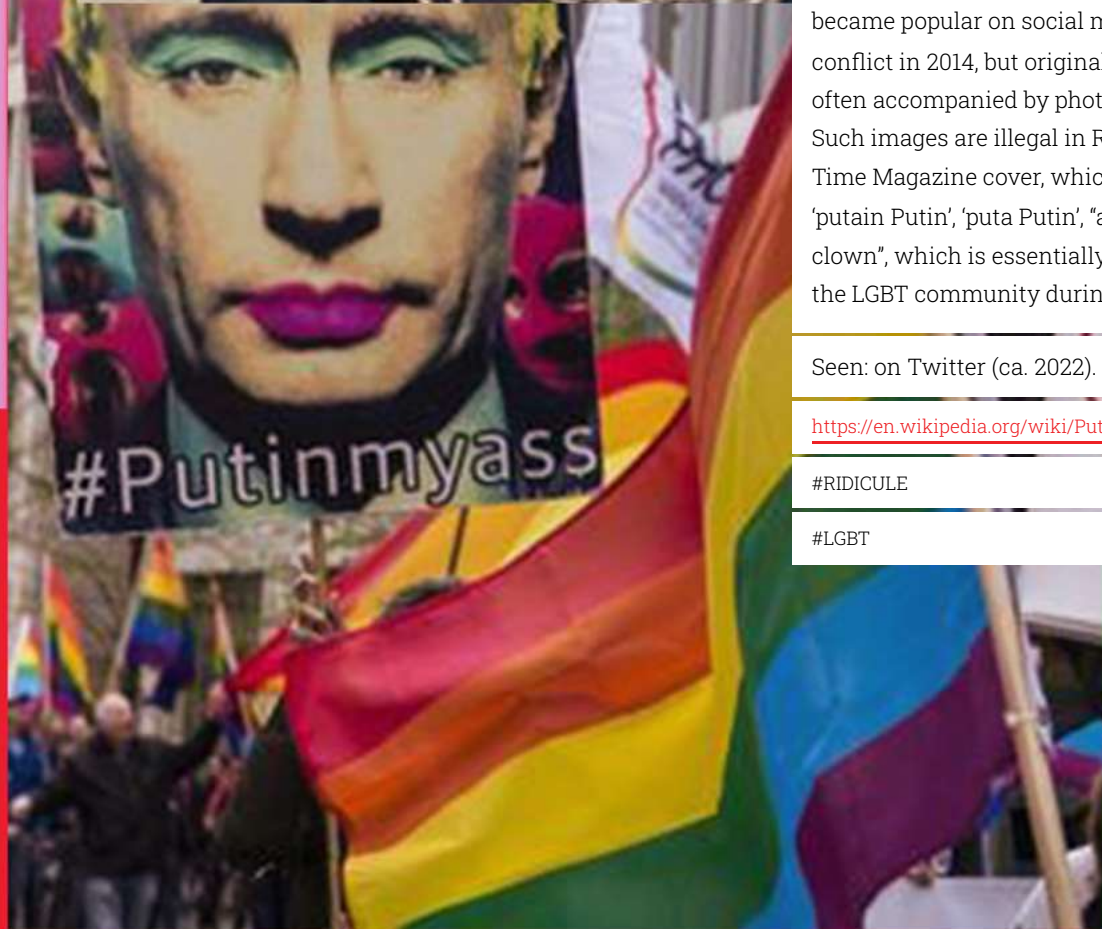 #Putinmyass
became popular on social m
conflict in 2014, but original
often accompanied by phot
Such images are illegal in R
Time Magazine cover, whic
‘putain Putin’, ‘puta Putin’, “a
clown”, which is essentially
the LGBT community durin
Seen: on Twitter (ca. 2022).
https://en.wikipedia.org/wiki/Put
#RIDICULE
#LGBT